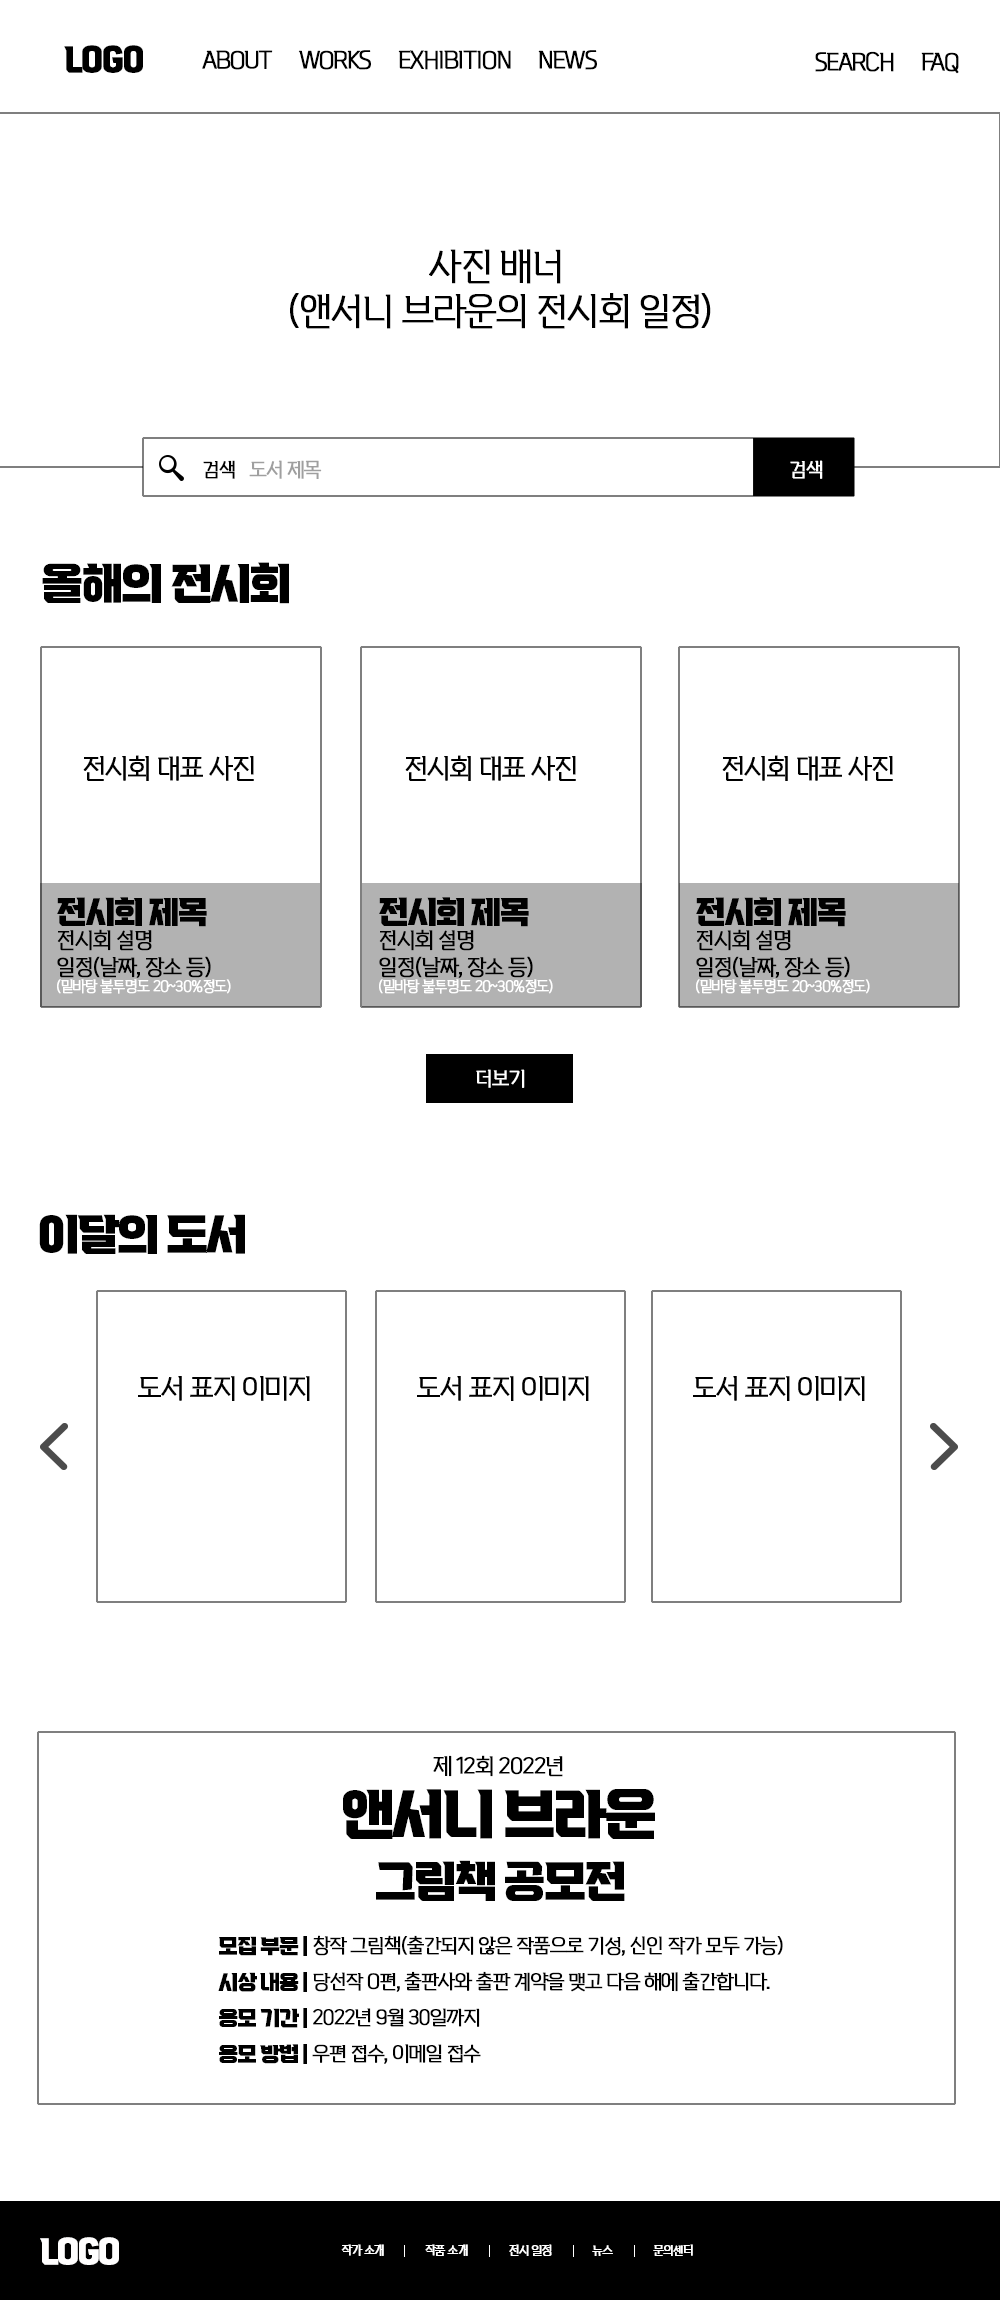 LOGO ABOUT WORKS EXHIBITION NEWS SEARCH FAQ
사진 배너
(앤서니 브라운의 전시회 일정)
검색 도서 제목 검색
올해의 전시회
전시회 대표 사진 전시회 대표 사진 전시회 대표 사진
전시회 제목 전시회 제목 전시회 제목
전시회 설명 전시회 설명 전시회 설명
일정(날짜, 장소 등) 일정(날짜, 장소 등) 일정(날짜, 장소 등)
(밑바탕 불투명도 20~30%정도) (밑바탕 불투명도 20~30%정도) (밑바탕 불투명도 20~30%정도)
더보기
이달의 도서
도서 표지 이미지 도서 표지 이미지 도서 표지 이미지
제 12회 2022년
앤서니 브라운
그림책 공모전
모집 부문 | 창작 그림책(출간되지 않은 작품으로 기성, 신인 작가 모두 가능)
시상 내용 | 당선작 0편, 출판사와 출판 계약을 맺고 다음 해에 출간합니다.
응모 기간 | 2022년 9월 30일까지
응모 방법 | 우편 접수, 이메일 접수
LOGO 작가 소개 | 작품 소개 | 전시 일정 | 뉴스 | 문의센터